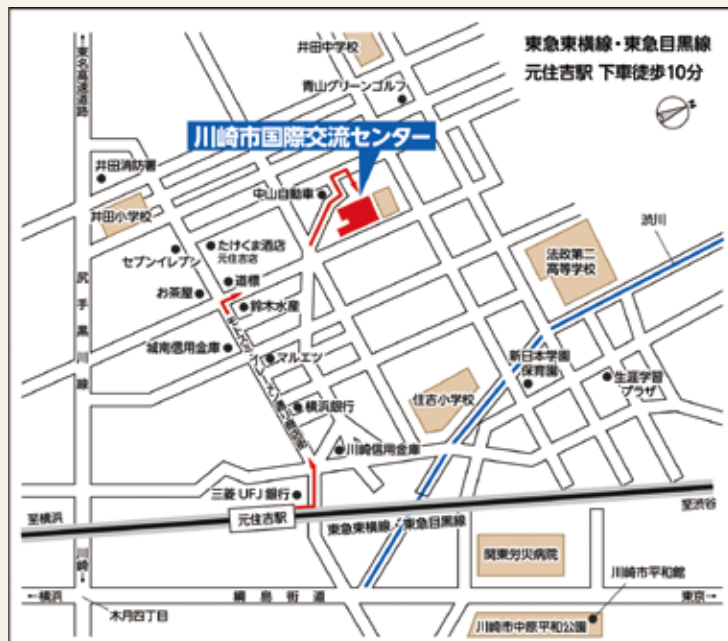 東急東横線・東急目黒線
元住吉駅 下車徒歩10分
井田中学校
青山グリーンゴルフ
↑東名高速道路
川崎市国際交流センター
井田消防署
中山自動車
井田小学校
たけくま酒店
元住吉店
セブンイレブン
道標
お茶屋
鈴木水産
尻手黒川線
城南信用金庫
マルエツ
横浜銀行
川崎信用金庫
渋川
法政第二
高等学校
新日本学園
保育園
生涯学習
プラザ
住吉小学校
三菱UFJ銀行
至横浜
元住吉駅
東急東横線・東急目黒線
至渋谷
川崎↓
関東労災病院
川崎市平和館
←横浜
綱島街道
東京→
木月四丁目
川崎市中原平和公園